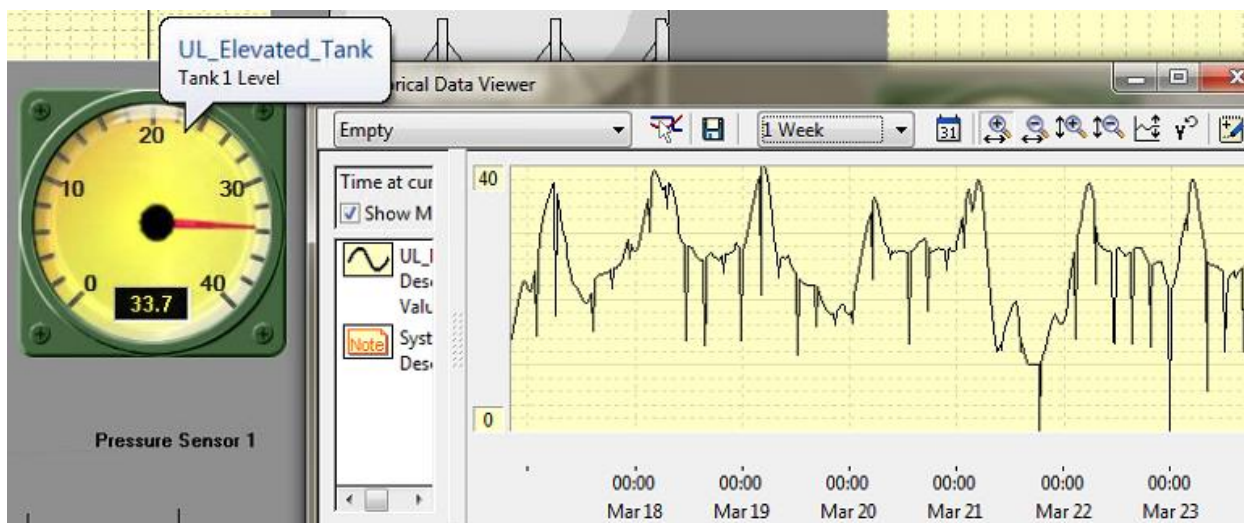 UL_Elevated_Tank
Tank 1 Level
orical Data Viewer
Empty
1 Week
31
Time at cur
Show M
UL_
Des
Valu
Note
Syst
Des
40
0
0
10
20
30
40
33.7
Pressure Sensor 1
00:00 00:00 00:00 00:00 00:00 00:00
Mar 18 Mar 19 Mar 20 Mar 21 Mar 22 Mar 23